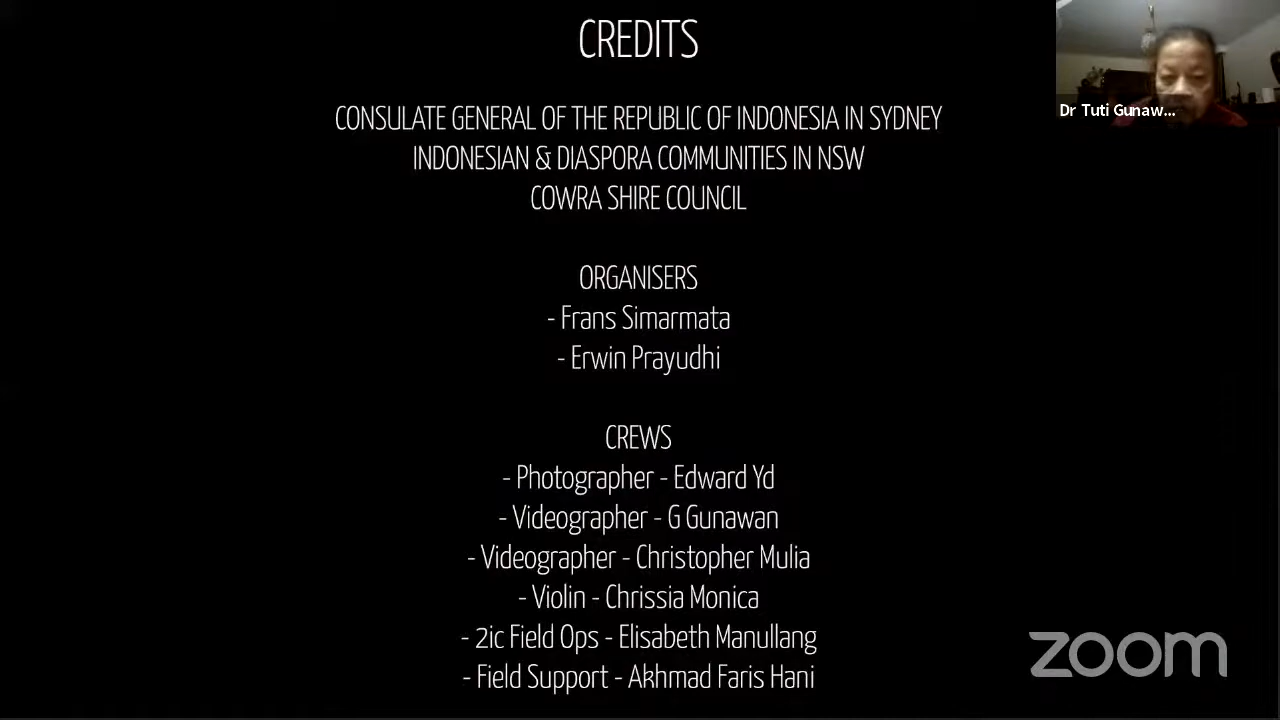 CREDITS
CONSULATE GENERAL OF THE REPUBLIC OF INDONESIA IN SYDNEY
INDONESIAN & DIASPORA COMMUNITIES IN NSW
COWRA SHIRE COUNCIL
ORGANISERS
- Frans Simarmata
- Erwin Prayudhi
CREWS
- Photographer - Edward Yd
- Videographer - G Gunawan
- Videographer - Christopher Mulia
- Violin - Chrissia Monica
- 2ic Field Ops - Elisabeth Manullang
- Field Support - Akhmad Faris Hani
Dr Tuti Gunaw...
zoom